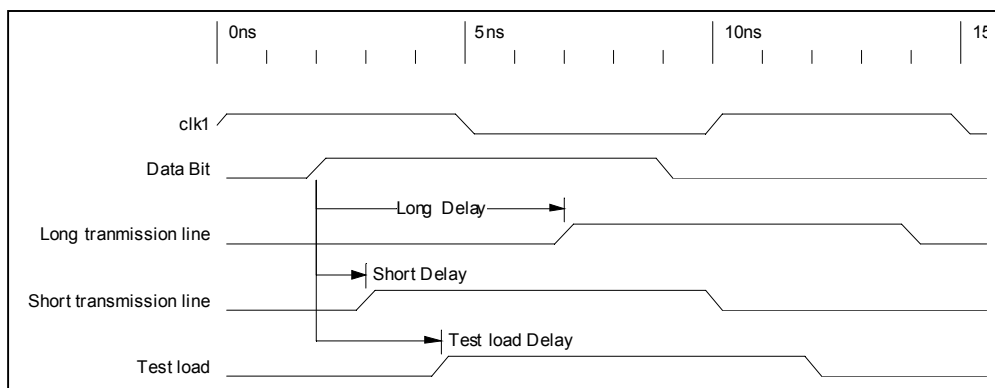 0ns 5ns 10ns 15
clk1
Data Bit
Long Delay
Long tranmission line
Short Delay
Short transmission line
Test load Delay
Test load